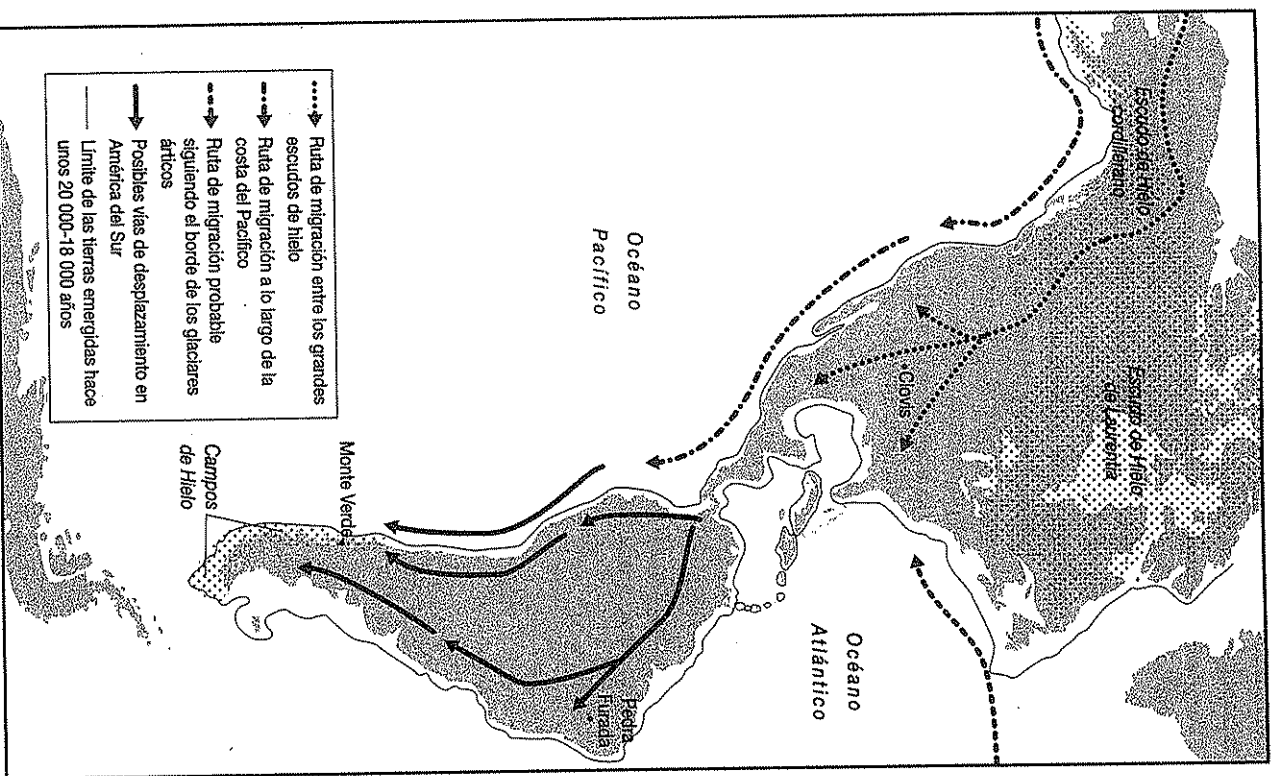 Escudo de Hielo
cordillerano
Escudo de Hielo
de Laurentia
Clovis
Océano
Pacífico
Océano
Atlántico
Pedra
Furada
Monte Verde
Campos
de Hielo
Ruta de migración entre los grandes
escudos de hielo
Ruta de migración a lo largo de la
costa del Pacífico
Ruta de migración probable
siguiendo el borde de los glaciares
árticos
Posibles vías de desplazamiento en
América del Sur
Límite de las tierras emergidas hace
unos 20 000-18 000 años